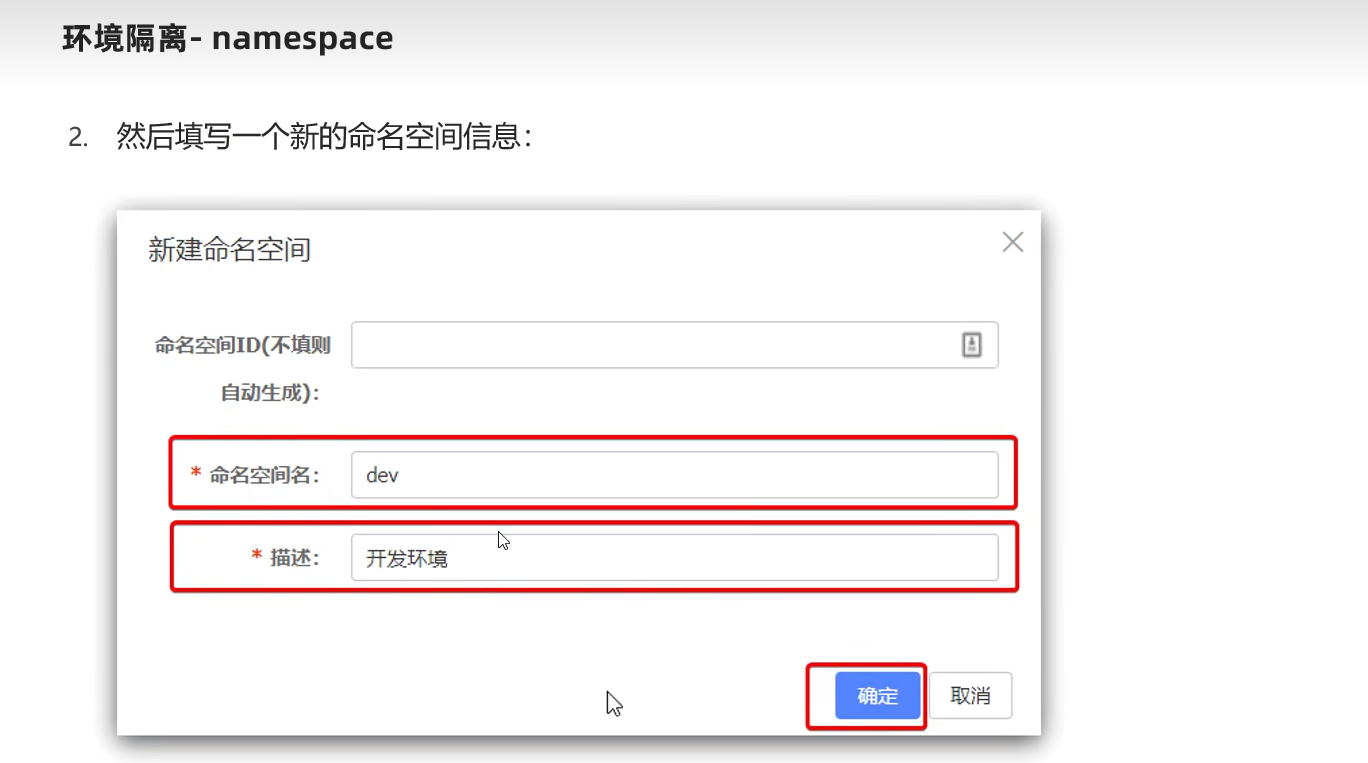 环境隔离- namespace
2. 然后填写一个新的命名空间信息：
新建命名空间
命名空间ID(不填则
自动生成)：
* 命名空间名： dev
* 描述： 开发环境
确定 取消